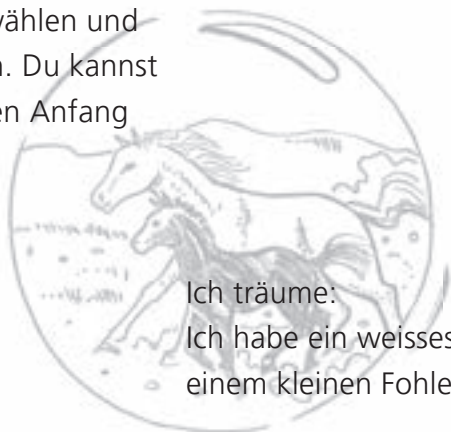 wählen und
. Du kannst
en Anfang
Ich träume:
Ich habe ein weisses
einem kleinen Fohle